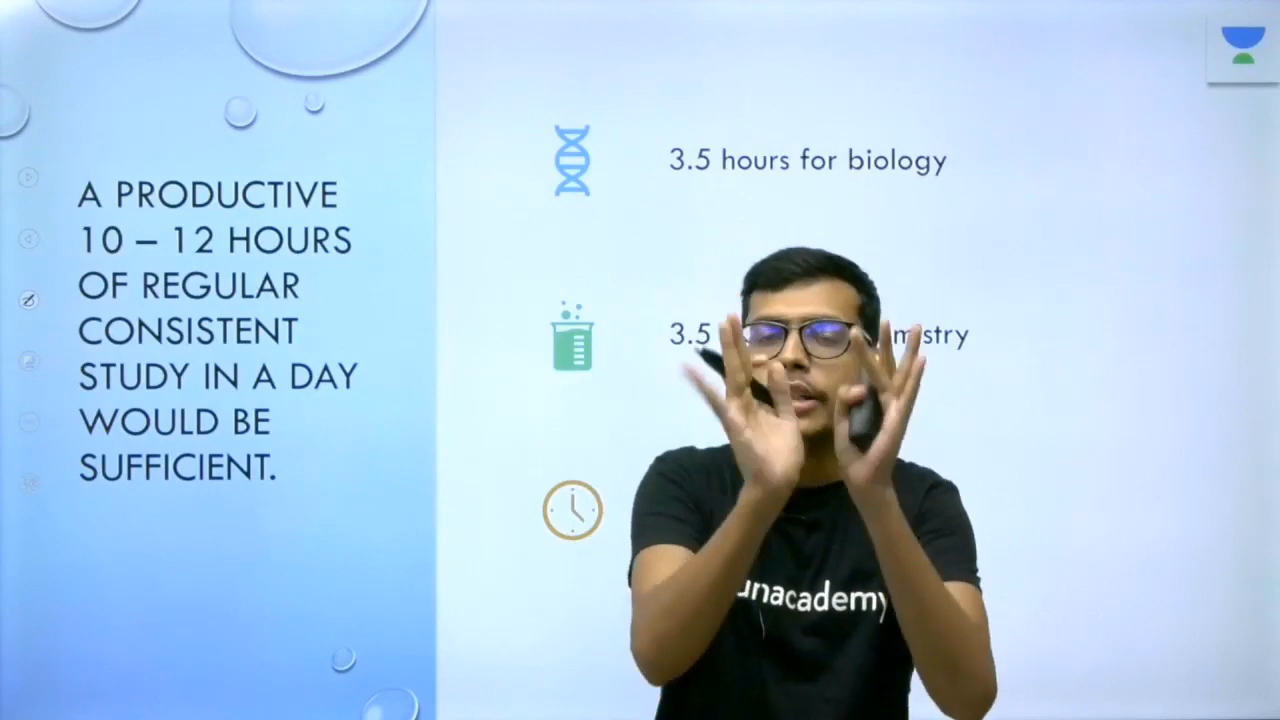 A PRODUCTIVE
10 – 12 HOURS
OF REGULAR
CONSISTENT
STUDY IN A DAY
WOULD BE
SUFFICIENT.
3.5 hours for biology
3.5
unacademy